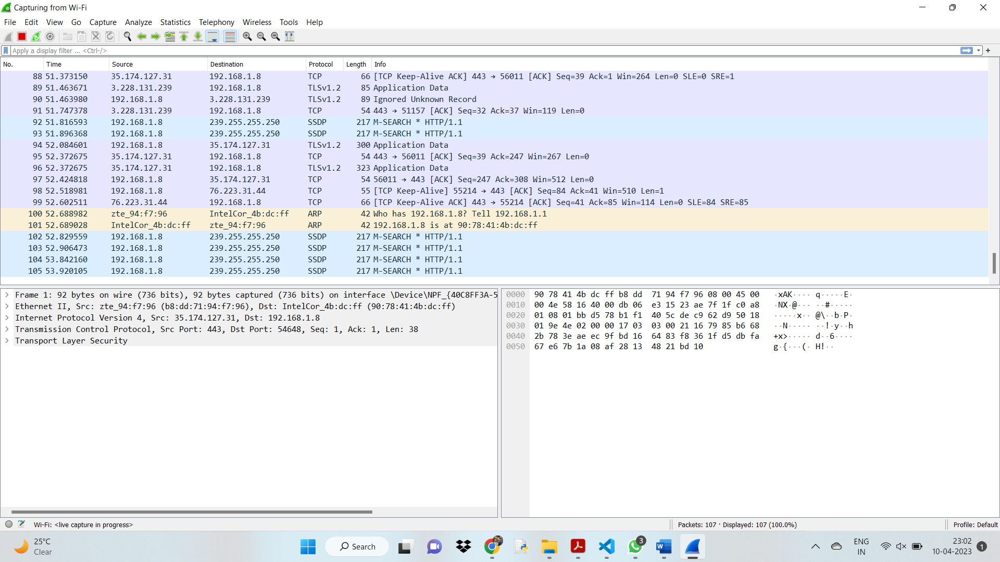 Capturing from Wi-Fi
File Edit View Go Capture Analyze Statistics Telephony Wireless Tools Help
Apply a display filter ... <Ctrl-/>
No. Time Source Destination Protocol Length Info
88 51.373150 35.174.127.31 192.168.1.8 TCP 66 [TCP Keep-Alive ACK] 443 → 56011 [ACK] Seq=39 Ack=1 Win=264 Len=0 SLE=0 SRE=1
89 51.463671 3.228.131.239 192.168.1.8 TLSv1.2 85 Application Data
90 51.463980 192.168.1.8 3.228.131.239 TLSv1.2 89 Ignored Unknown Record
91 51.747378 3.228.131.239 192.168.1.8 TCP 54 443 → 51157 [ACK] Seq=32 Ack=37 Win=119 Len=0
92 51.816593 192.168.1.8 239.255.255.250 SSDP 217 M-SEARCH * HTTP/1.1
93 51.896368 192.168.1.8 239.255.255.250 SSDP 217 M-SEARCH * HTTP/1.1
94 52.084601 192.168.1.8 35.174.127.31 TLSv1.2 300 Application Data
95 52.372675 35.174.127.31 192.168.1.8 TCP 54 443 → 56011 [ACK] Seq=39 Ack=247 Win=267 Len=0
96 52.372675 35.174.127.31 192.168.1.8 TLSv1.2 323 Application Data
97 52.424818 192.168.1.8 35.174.127.31 TCP 54 56011 → 443 [ACK] Seq=247 Ack=308 Win=512 Len=0
98 52.518981 192.168.1.8 76.223.31.44 TCP 55 [TCP Keep-Alive] 55214 → 443 [ACK] Seq=84 Ack=41 Win=510 Len=1
99 52.602511 76.223.31.44 192.168.1.8 TCP 66 [TCP Keep-Alive ACK] 443 → 55214 [ACK] Seq=41 Ack=85 Win=114 Len=0 SLE=84 SRE=85
100 52.688982 zte_94:f7:96 IntelCor_4b:dc:ff ARP 42 Who has 192.168.1.8? Tell 192.168.1.1
101 52.689028 IntelCor_4b:dc:ff zte_94:f7:96 ARP 42 192.168.1.8 is at 90:78:41:4b:dc:ff
102 52.829559 192.168.1.8 239.255.255.250 SSDP 217 M-SEARCH * HTTP/1.1
103 52.906473 192.168.1.8 239.255.255.250 SSDP 217 M-SEARCH * HTTP/1.1
104 53.842160 192.168.1.8 239.255.255.250 SSDP 217 M-SEARCH * HTTP/1.1
105 53.920105 192.168.1.8 239.255.255.250 SSDP 217 M-SEARCH * HTTP/1.1
Frame 1: 92 bytes on wire (736 bits), 92 bytes captured (736 bits) on interface \Device\NPF_{40C8FF3A-5
Ethernet II, Src: zte_94:f7:96 (b8:dd:71:94:f7:96), Dst: IntelCor_4b:dc:ff (90:78:41:4b:dc:ff)
Internet Protocol Version 4, Src: 35.174.127.31, Dst: 192.168.1.8
Transmission Control Protocol, Src Port: 443, Dst Port: 54648, Seq: 1, Ack: 1, Len: 38
Transport Layer Security
0000 90 78 41 4b dc ff b8 dd 71 94 f7 96 08 00 45 00 ·xAK···· q·····E·
0010 00 4e 58 16 40 00 db 06 e3 15 23 ae 7f 1f c0 a8 ·NX·@··· ··#·····
0020 01 08 01 bb d5 78 b1 f1 40 5c de c9 62 d9 50 18 ·····x·· @\··b·P·
0030 01 9e 4e 02 00 00 17 03 03 00 21 16 79 85 b6 68 ··N····· ··!·y··h
0040 2b 78 3e ae ec 9f bd 16 64 83 f8 36 1f d5 db fa +x>····· d··6····
0050 67 e6 7b 1a 08 af 28 13 48 21 bd 10 g·{···(· H!··
Wi-Fi: <live capture in progress>
Packets: 107 · Displayed: 107 (100.0%)
Profile: Default
25°C
Clear
Search
3
ENG
IN
23:02
10-04-2023
1